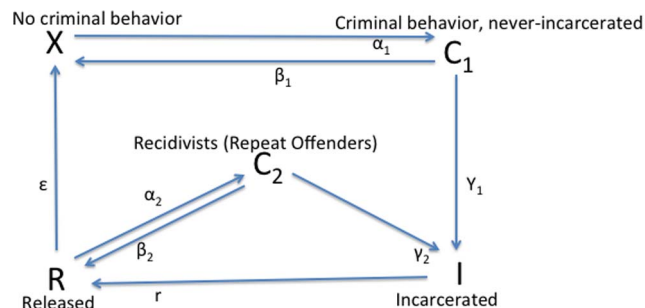 No criminal behavior
X
Criminal behavior, never-incarcerated
α1
C1
β1
Recidivists (Repeat Offenders)
C2
ε
α2
γ1
β2
γ2
R
r
I
Released
Incarcerated